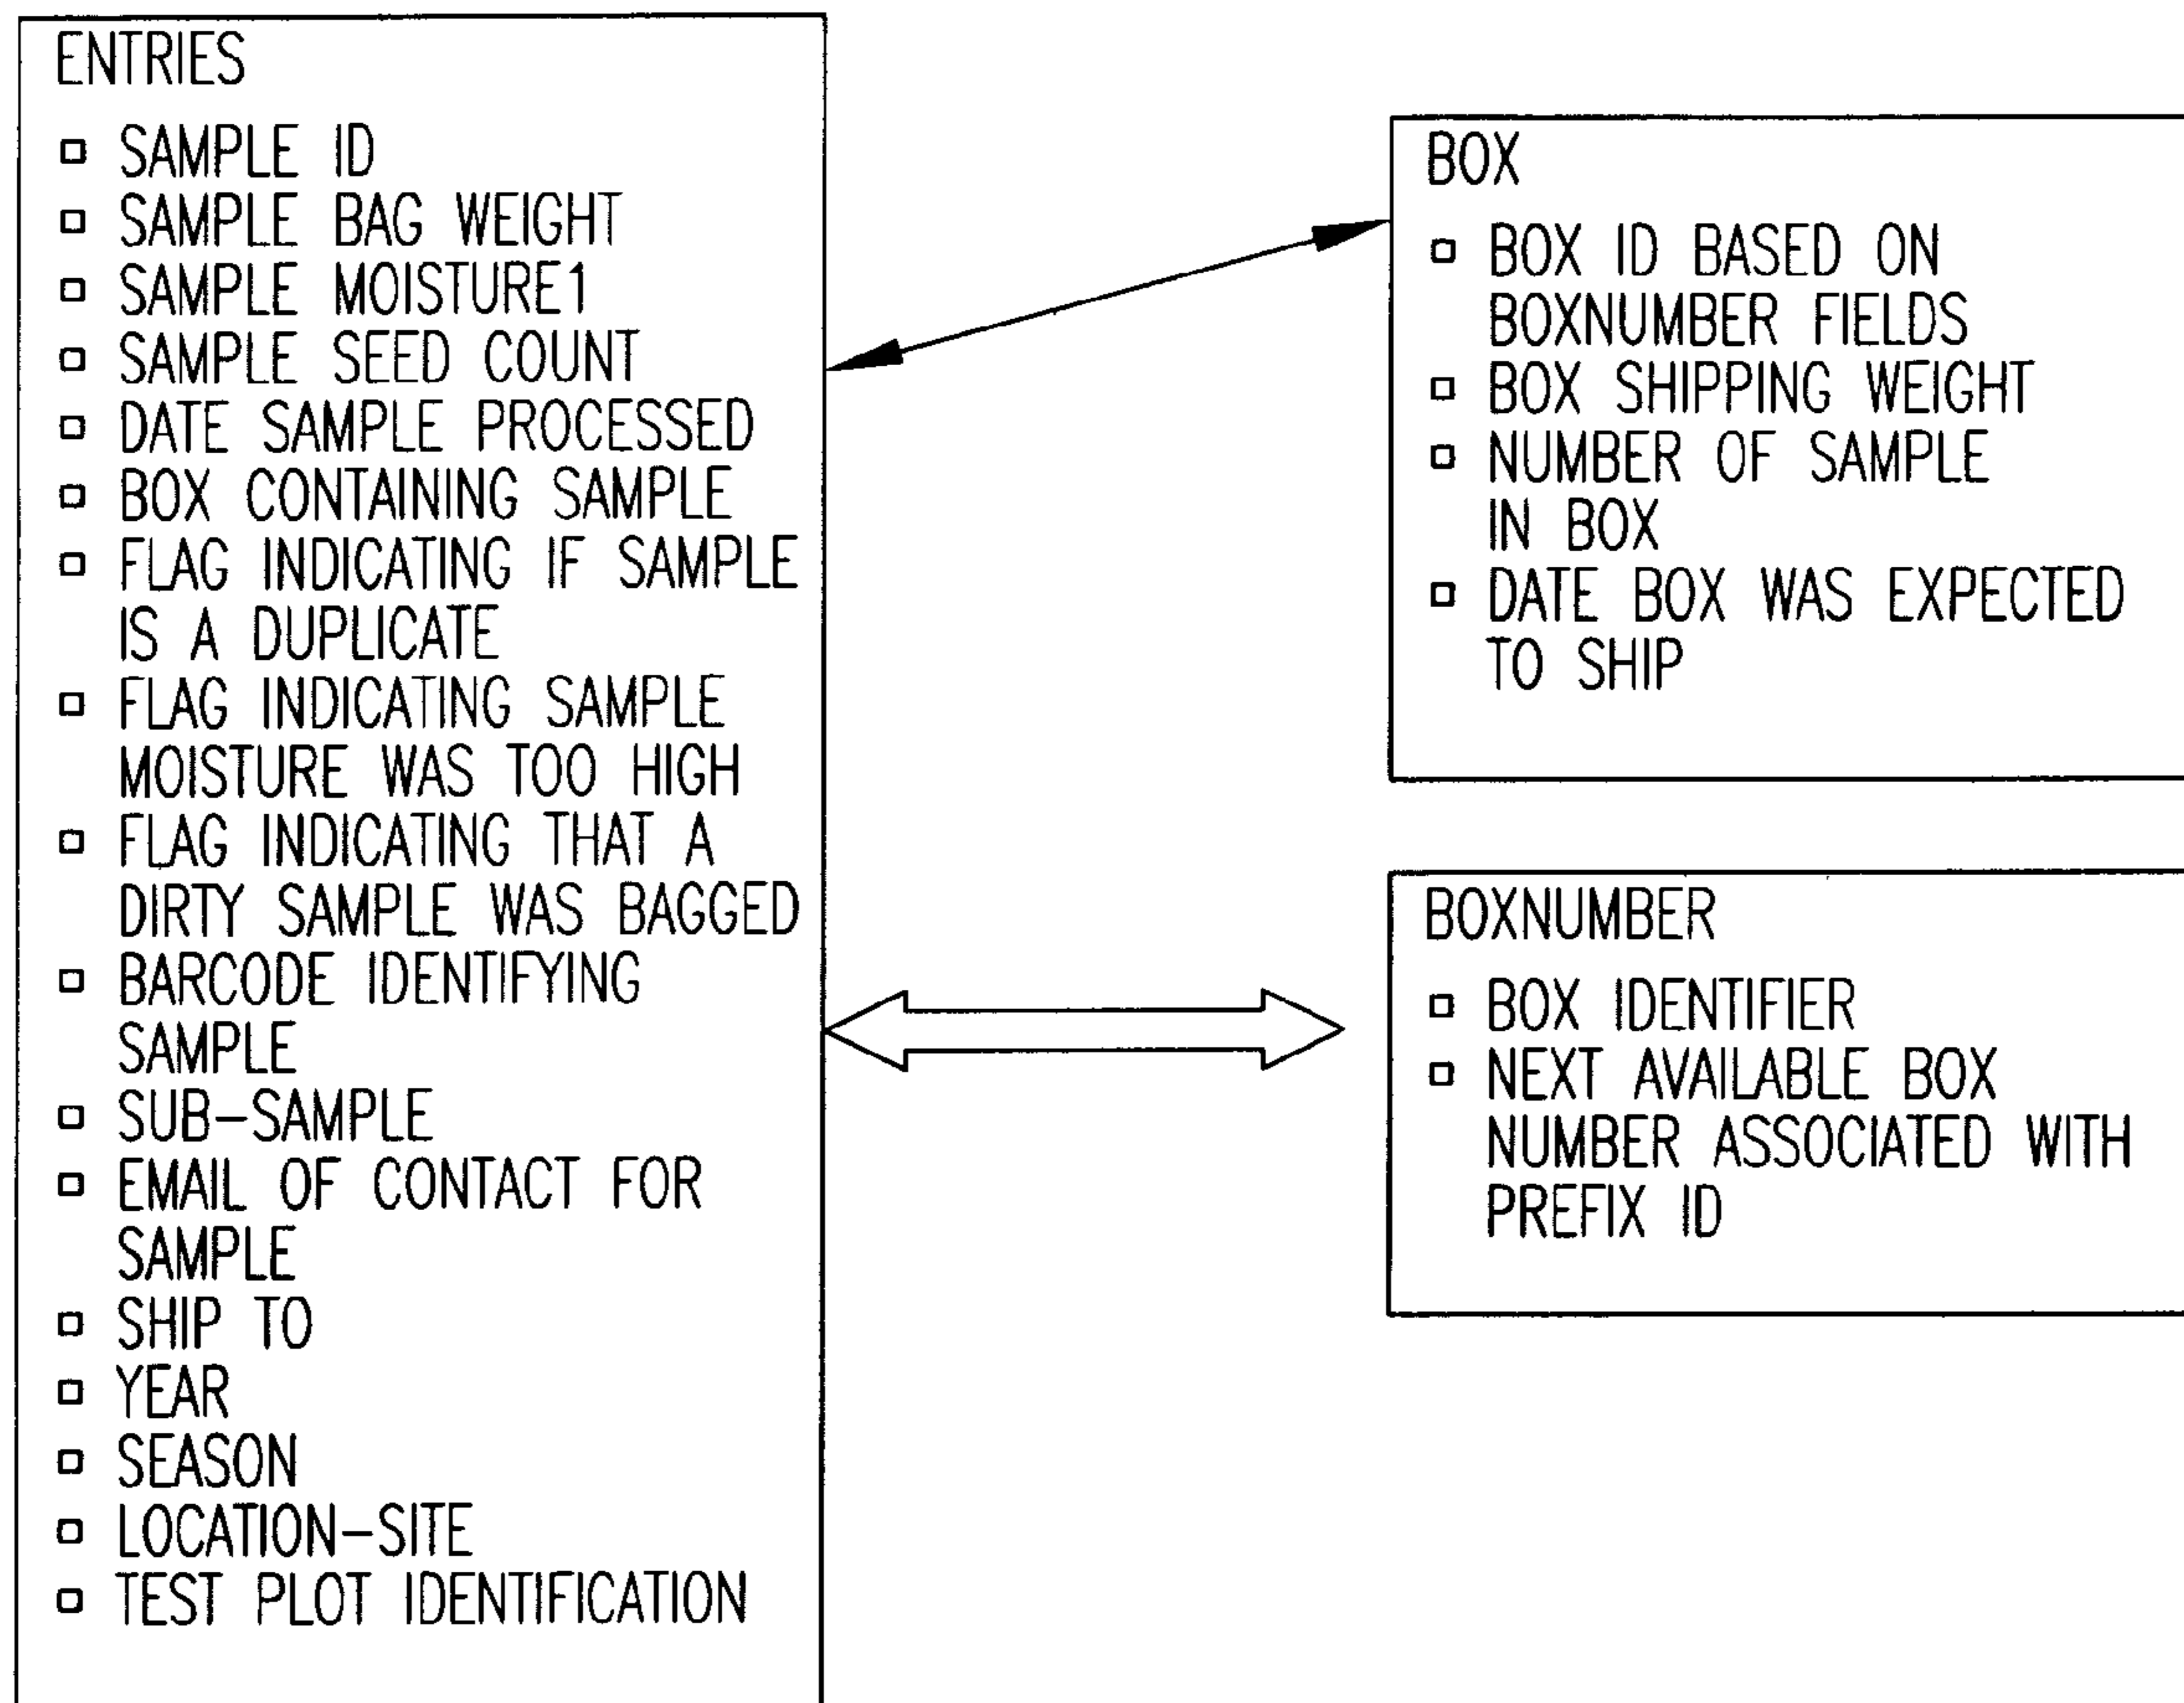 ENTRIES
SAMPLE ID
SAMPLE BAG WEIGHT
SAMPLE MOISTURE1
SAMPLE SEED COUNT
DATE SAMPLE PROCESSED
BOX CONTAINING SAMPLE
FLAG INDICATING IF SAMPLE
IS A DUPLICATE
FLAG INDICATING SAMPLE
MOISTURE WAS TOO HIGH
FLAG INDICATING THAT A
DIRTY SAMPLE WAS BAGGED
BARCODE IDENTIFYING
SAMPLE
SUB-SAMPLE
EMAIL OF CONTACT FOR
SAMPLE
SHIP TO
YEAR
SEASON
LOCATION-SITE
TEST PLOT IDENTIFICATION
BOX
BOX ID BASED ON
BOXNUMBER FIELDS
BOX SHIPPING WEIGHT
NUMBER OF SAMPLE
IN BOX
DATE BOX WAS EXPECTED
TO SHIP
BOXNUMBER
BOX IDENTIFIER
NEXT AVAILABLE BOX
NUMBER ASSOCIATED WITH
PREFIX ID